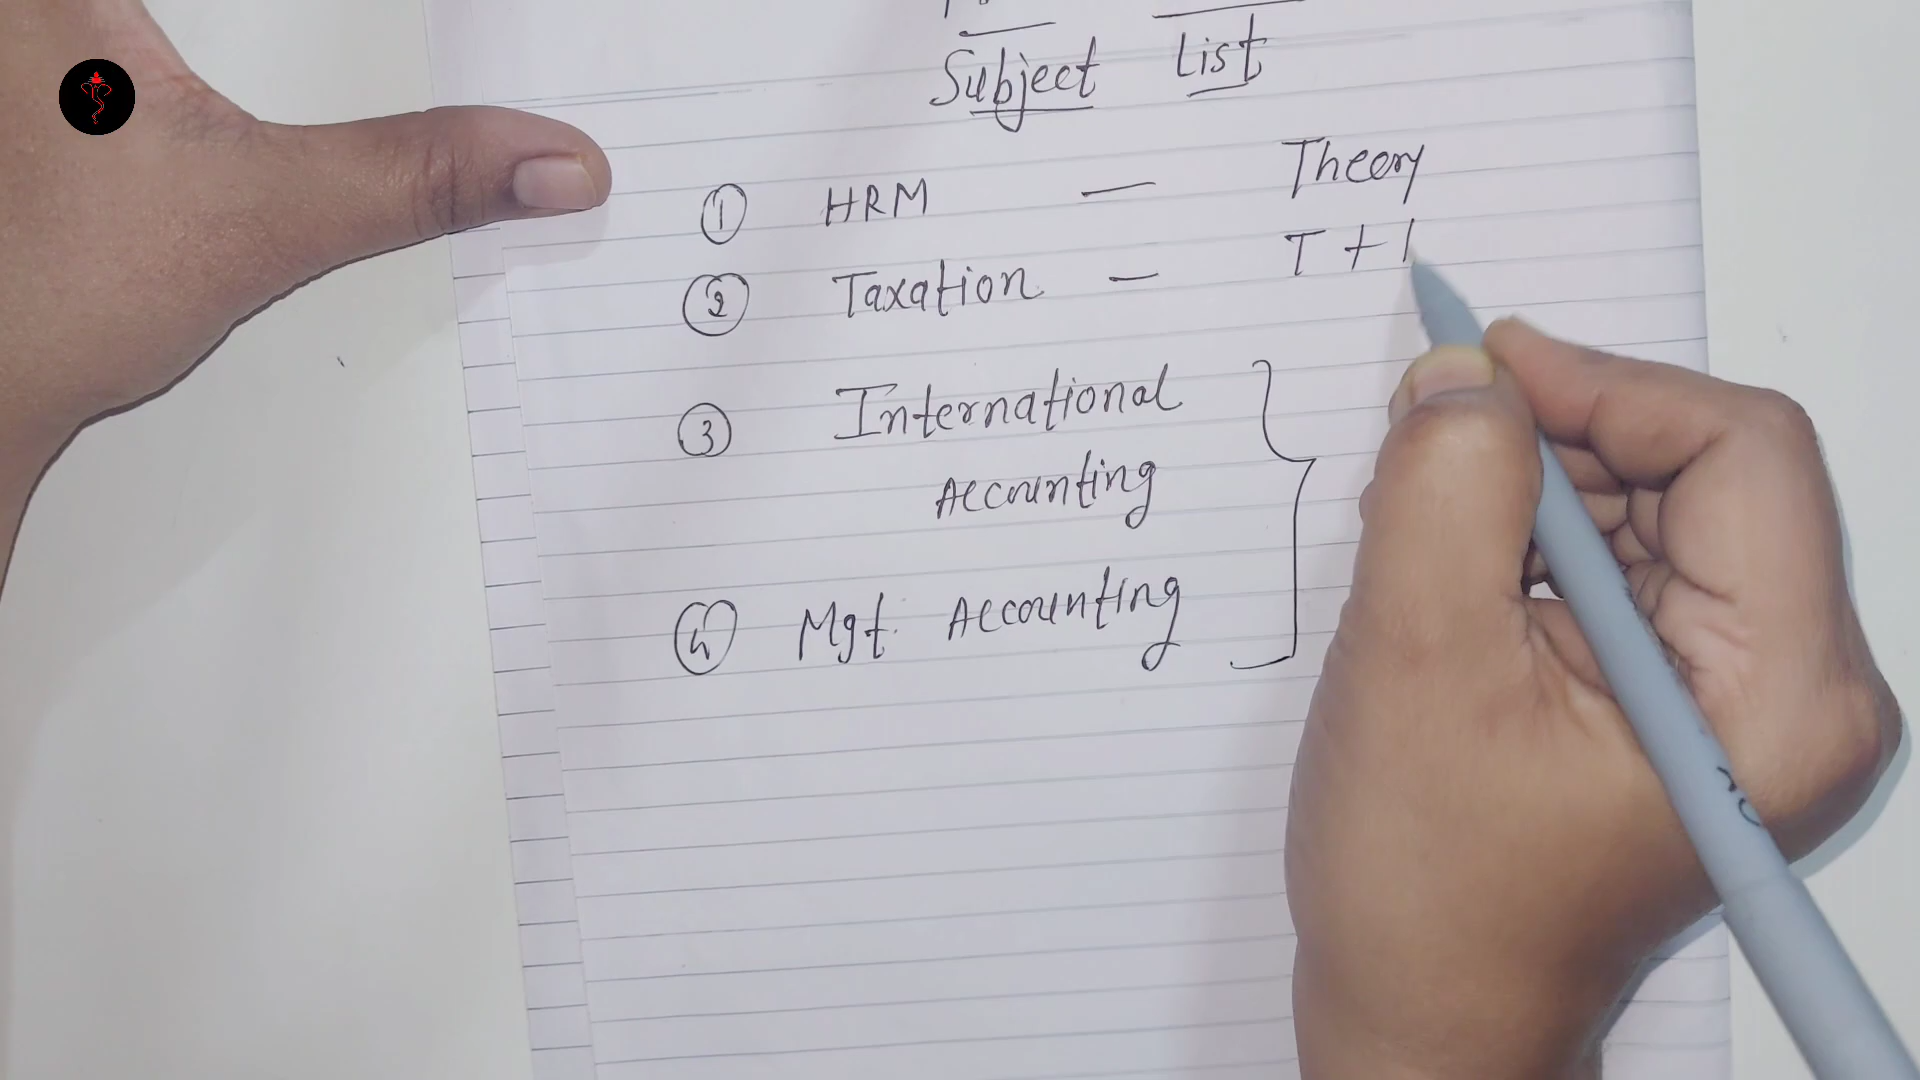 Subject List
① HRM — Theory
② Taxation — T +
③ International
Accounting
④ Mgt. Accounting